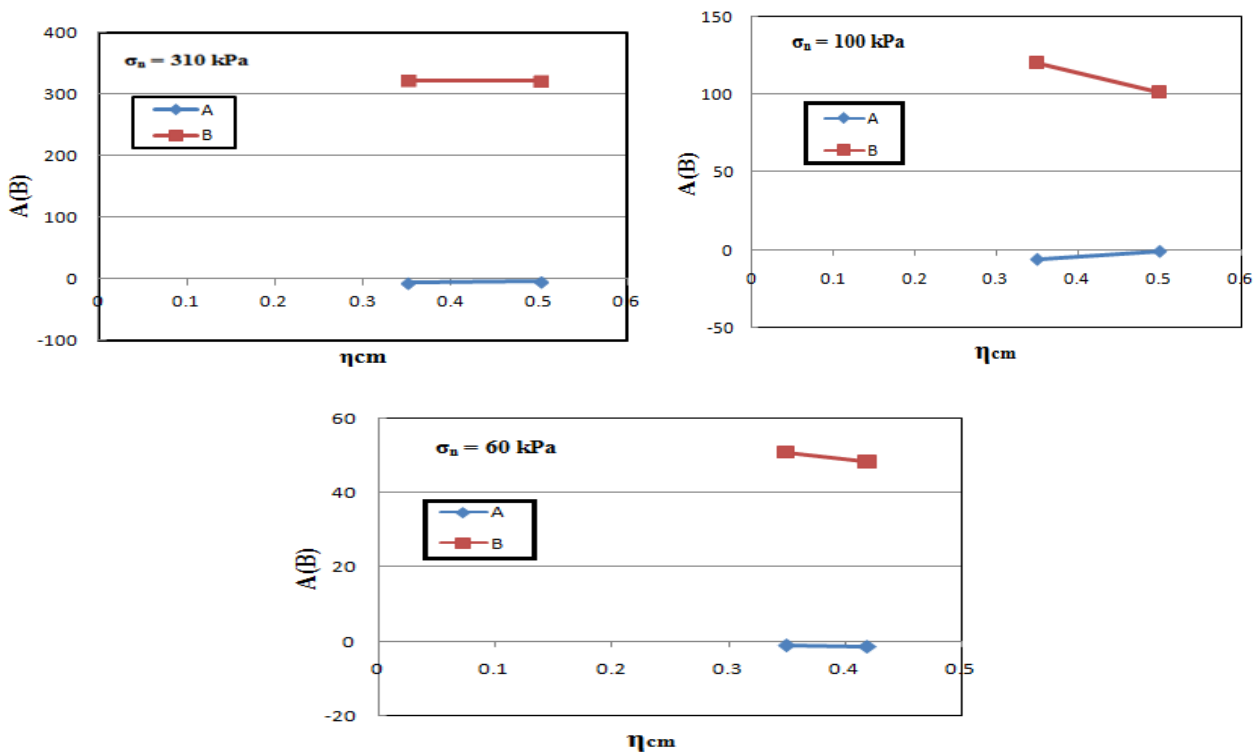 σn = 310 kPa
A
B
400
300
200
100
0
-100
0 0.1 0.2 0.3 0.4 0.5 0.6
A(B)
ηcm
σn = 100 kPa
A
B
150
100
50
0
-50
0 0.1 0.2 0.3 0.4 0.5 0.6
A(B)
ηcm
σn = 60 kPa
A
B
60
40
20
0
-20
0 0.1 0.2 0.3 0.4 0.5
A(B)
ηcm